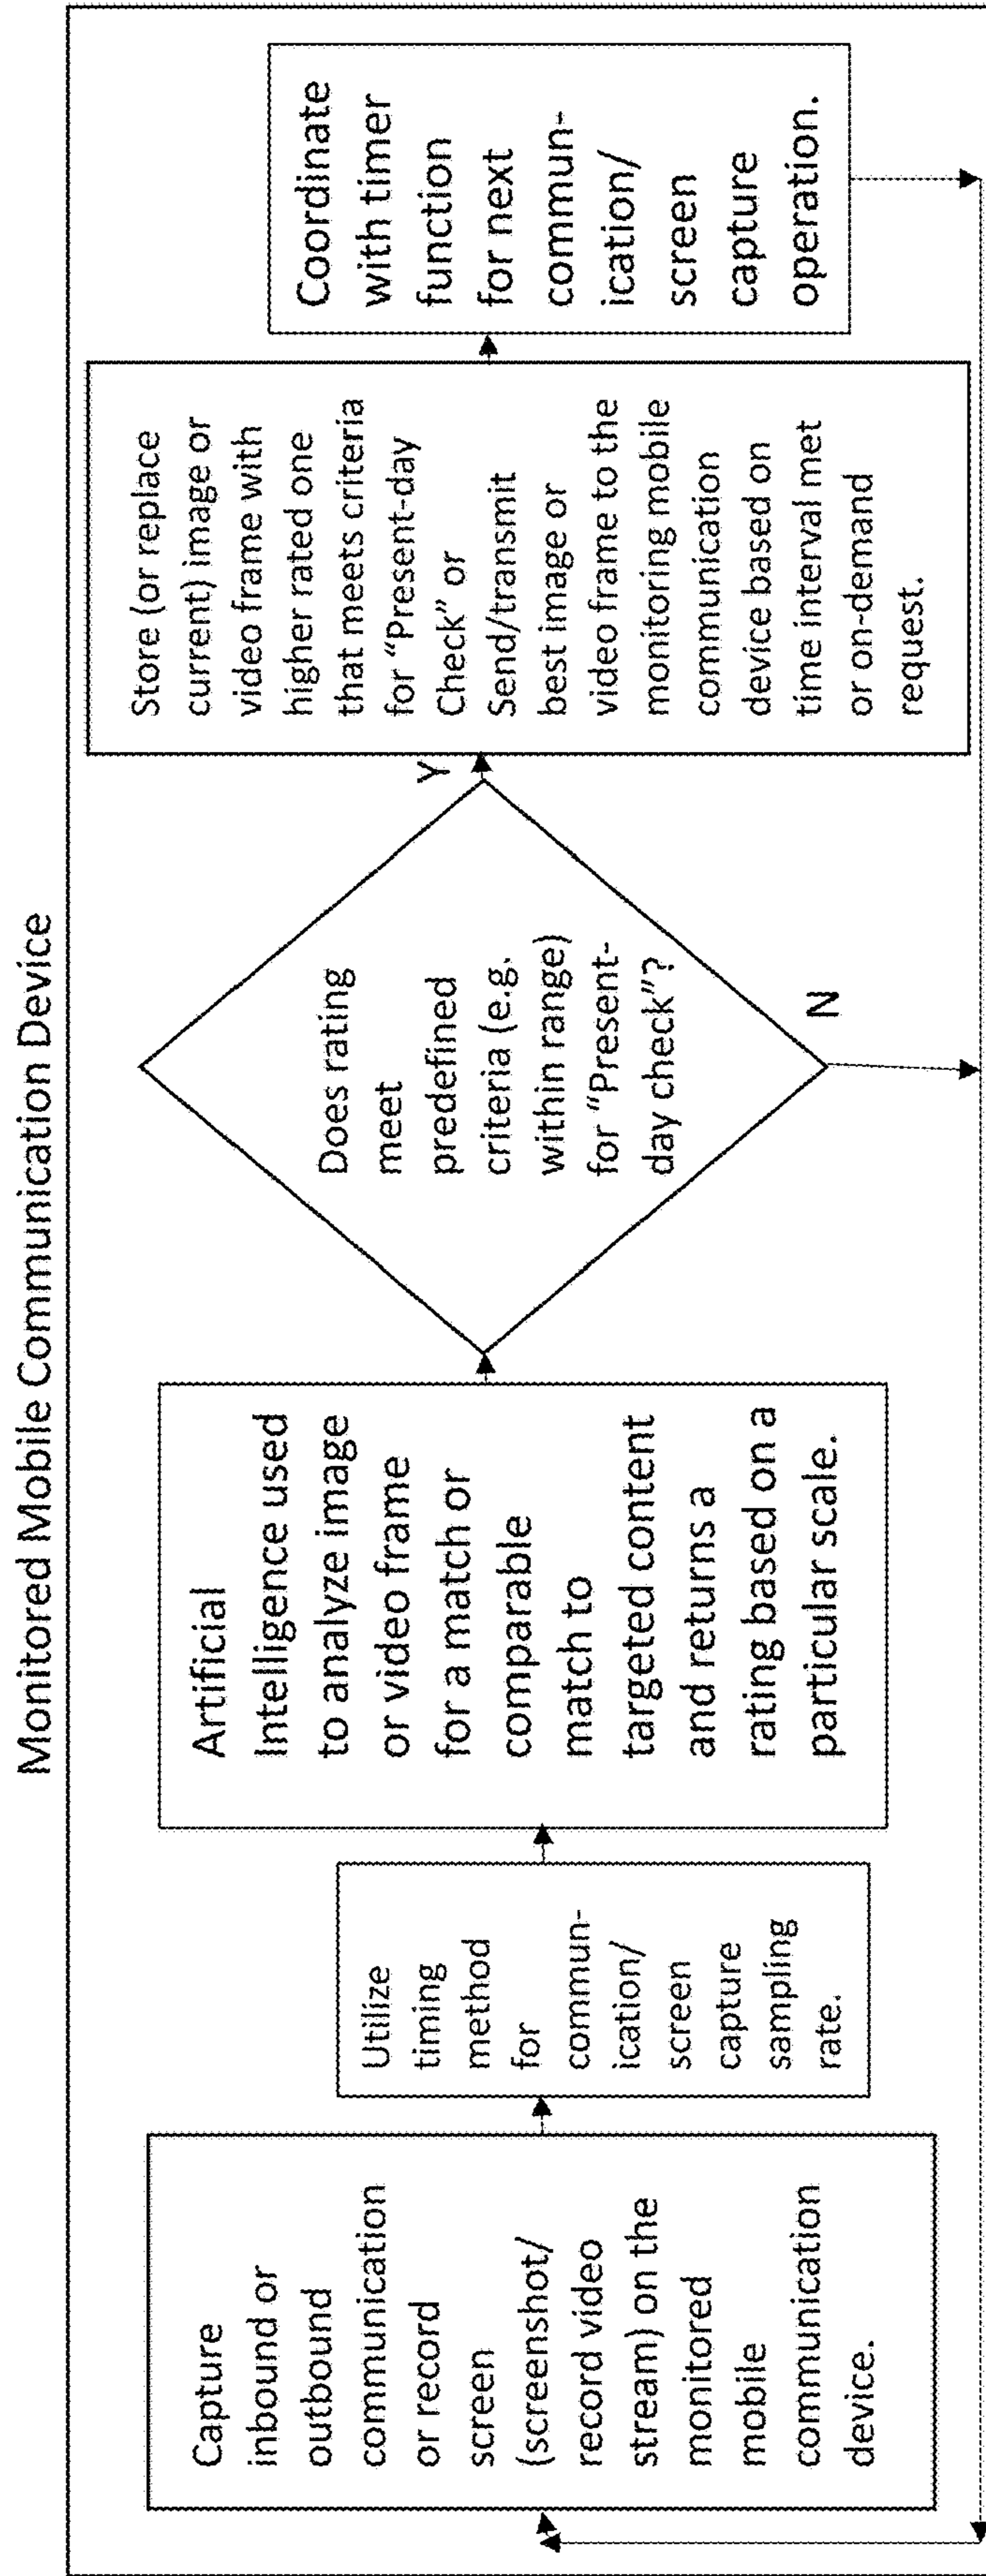 Monitored Mobile Communication Device
Capture
inbound or
outbound
communication
or record
screen
(screenshot/
record video
stream) on the
monitored
mobile
communication
device.
Utilize
timing
method
for
commun-
ication/
screen
capture
sampling
rate.
Artificial
Intelligence used
to analyze image
or video frame
for a match or
comparable
match to
targeted content
and returns a
rating based on a
particular scale.
Does rating
meet
predefined
criteria (e.g.
within range)
for “Present-
day check”?
Y
N
Store (or replace
current) image or
video frame with
higher rated one
that meets criteria
for “Present-day
Check” or
Send/transmit
best image or
video frame to the
monitoring mobile
communication
device based on
time interval met
or on-demand
request.
Coordinate
with timer
function
for next
commun-
ication/
screen
capture
operation.